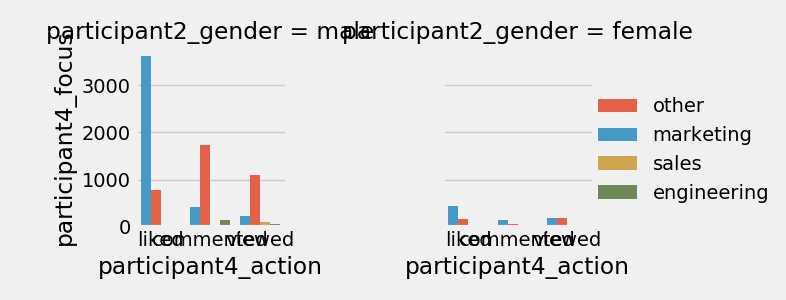 participant2_gender = male
participant2_gender = female
participant4_focus
3000
2000
1000
0
liked
commented
viewed
liked
commented
viewed
participant4_action
participant4_action
other
marketing
sales
engineering